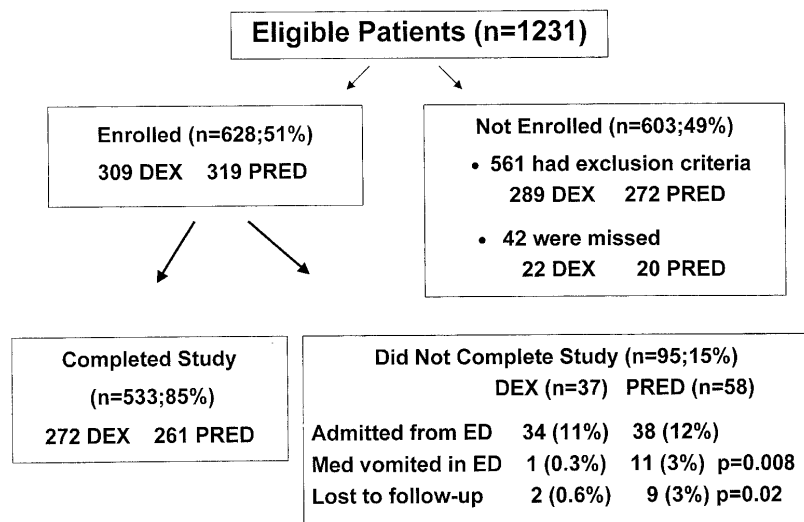 Eligible Patients (n=1231)
Enrolled (n=628;51%)
309 DEX 319 PRED
Not Enrolled (n=603;49%)
• 561 had exclusion criteria
289 DEX 272 PRED
• 42 were missed
22 DEX 20 PRED
Completed Study
(n=533;85%)
272 DEX 261 PRED
Did Not Complete Study (n=95;15%)
DEX (n=37) PRED (n=58)
Admitted from ED 34 (11%) 38 (12%)
Med vomited in ED 1 (0.3%) 11 (3%) p=0.008
Lost to follow-up 2 (0.6%) 9 (3%) p=0.02